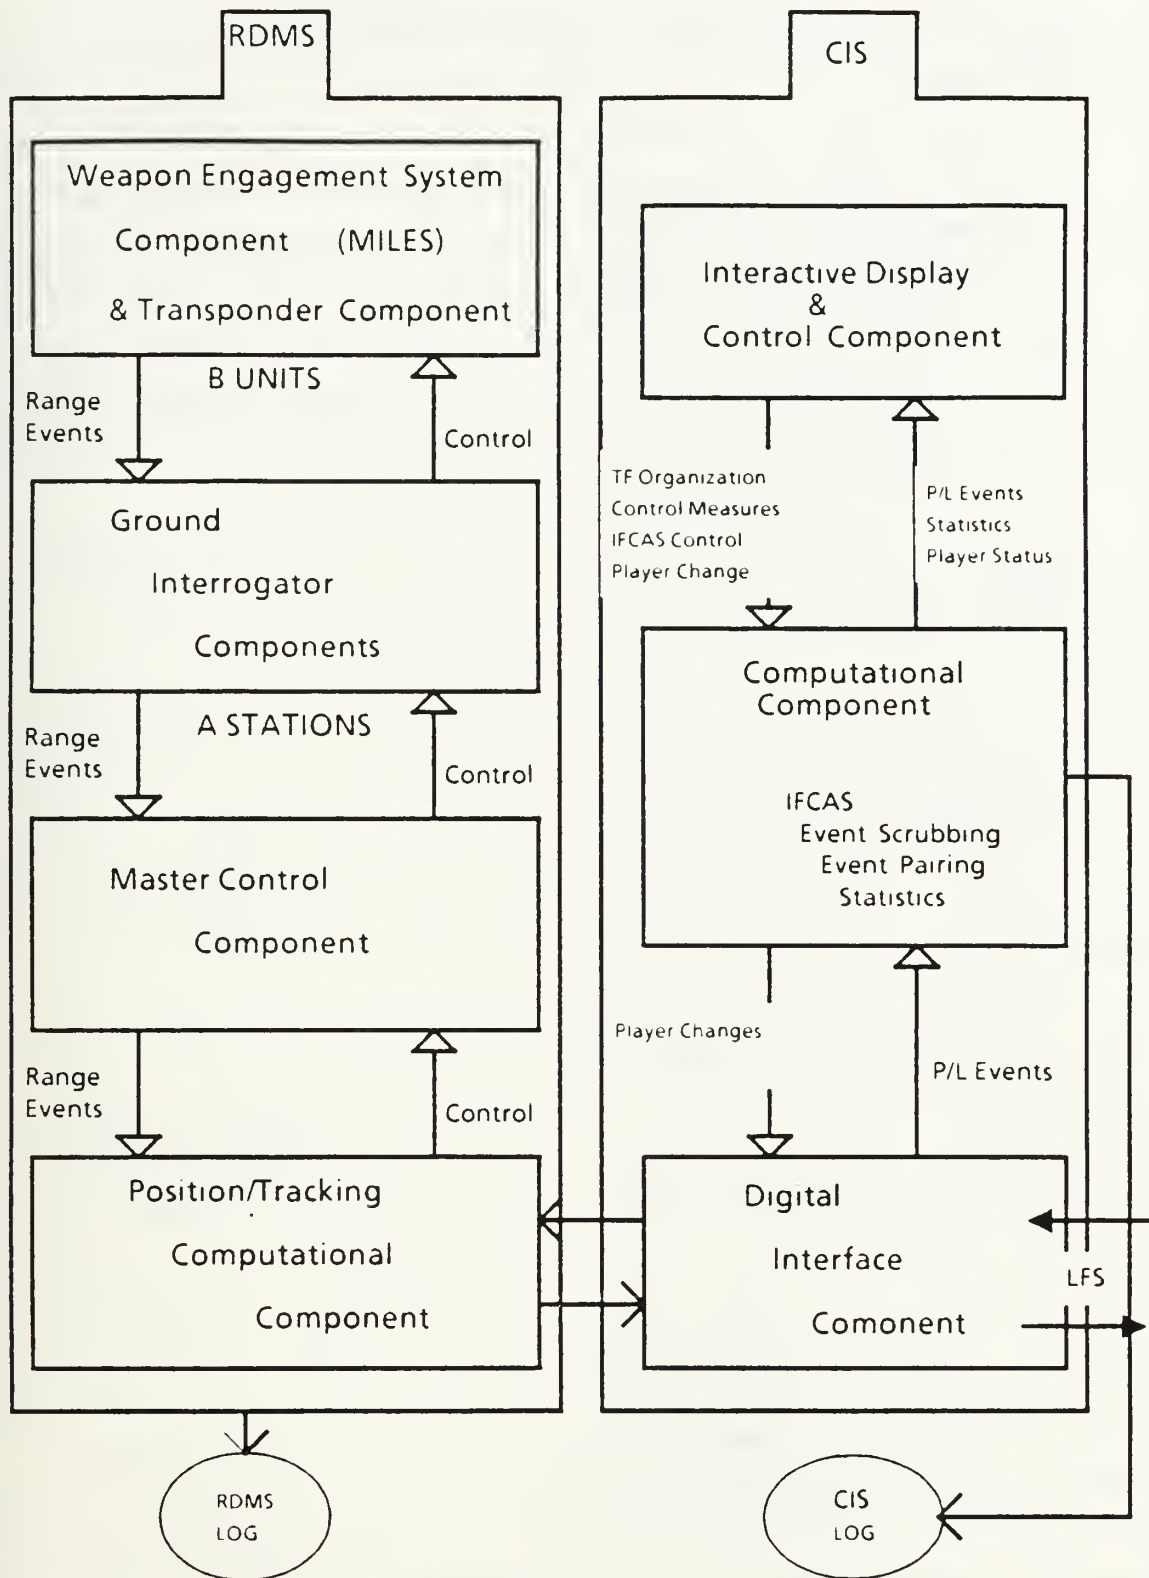 RDMS
Weapon Engagement System
Component (MILES)
& Transponder Component
B UNITS
Range
Events
Control
Ground
Interrogator
Components
A STATIONS
Range
Events
Control
Master Control
Component
Range
Events
Control
Position/Tracking
Computational
Component
RDMS
LOG
CIS
Interactive Display
&
Control Component
TF Organization
Control Measures
IFCAS Control
Player Change
P/L Events
Statistics
Player Status
Computational
Component
IFCAS
Event Scrubbing
Event Pairing
Statistics
Player Changes
P/L Events
Digital
Interface
Comonent
LFS
CIS
LOG